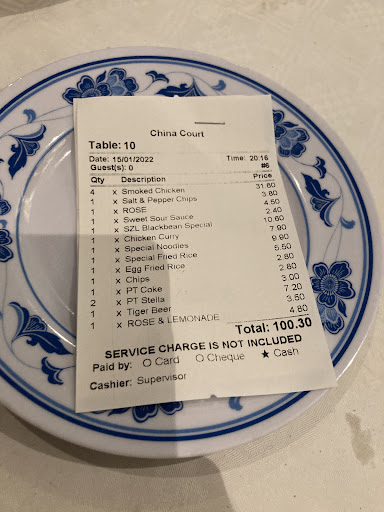 China Court
Table: 10
Date: 15/01/2022 Time: 20:16
Guest(s): 0 #6
Qty Description Price
4 x Smoked Chicken 31.80
1 x Salt & Pepper Chips 3.80
1 x ROSE 4.50
1 x Sweet Sour Sauce 2.40
1 x SZL Blackbean Special 10.60
1 x Chicken Curry 7.90
1 x Special Noodles 9.90
1 x Special Fried Rice 5.50
1 x Egg Fried Rice 2.80
1 x Chips 2.60
1 x PT Coke 3.00
2 x PT Stella 7.20
1 x Tiger Beer 3.50
1 x ROSE & LEMONADE 4.80
Total: 100.30
SERVICE CHARGE IS NOT INCLUDED
Paid by: O Card O Cheque ★ Cash
Cashier: Supervisor